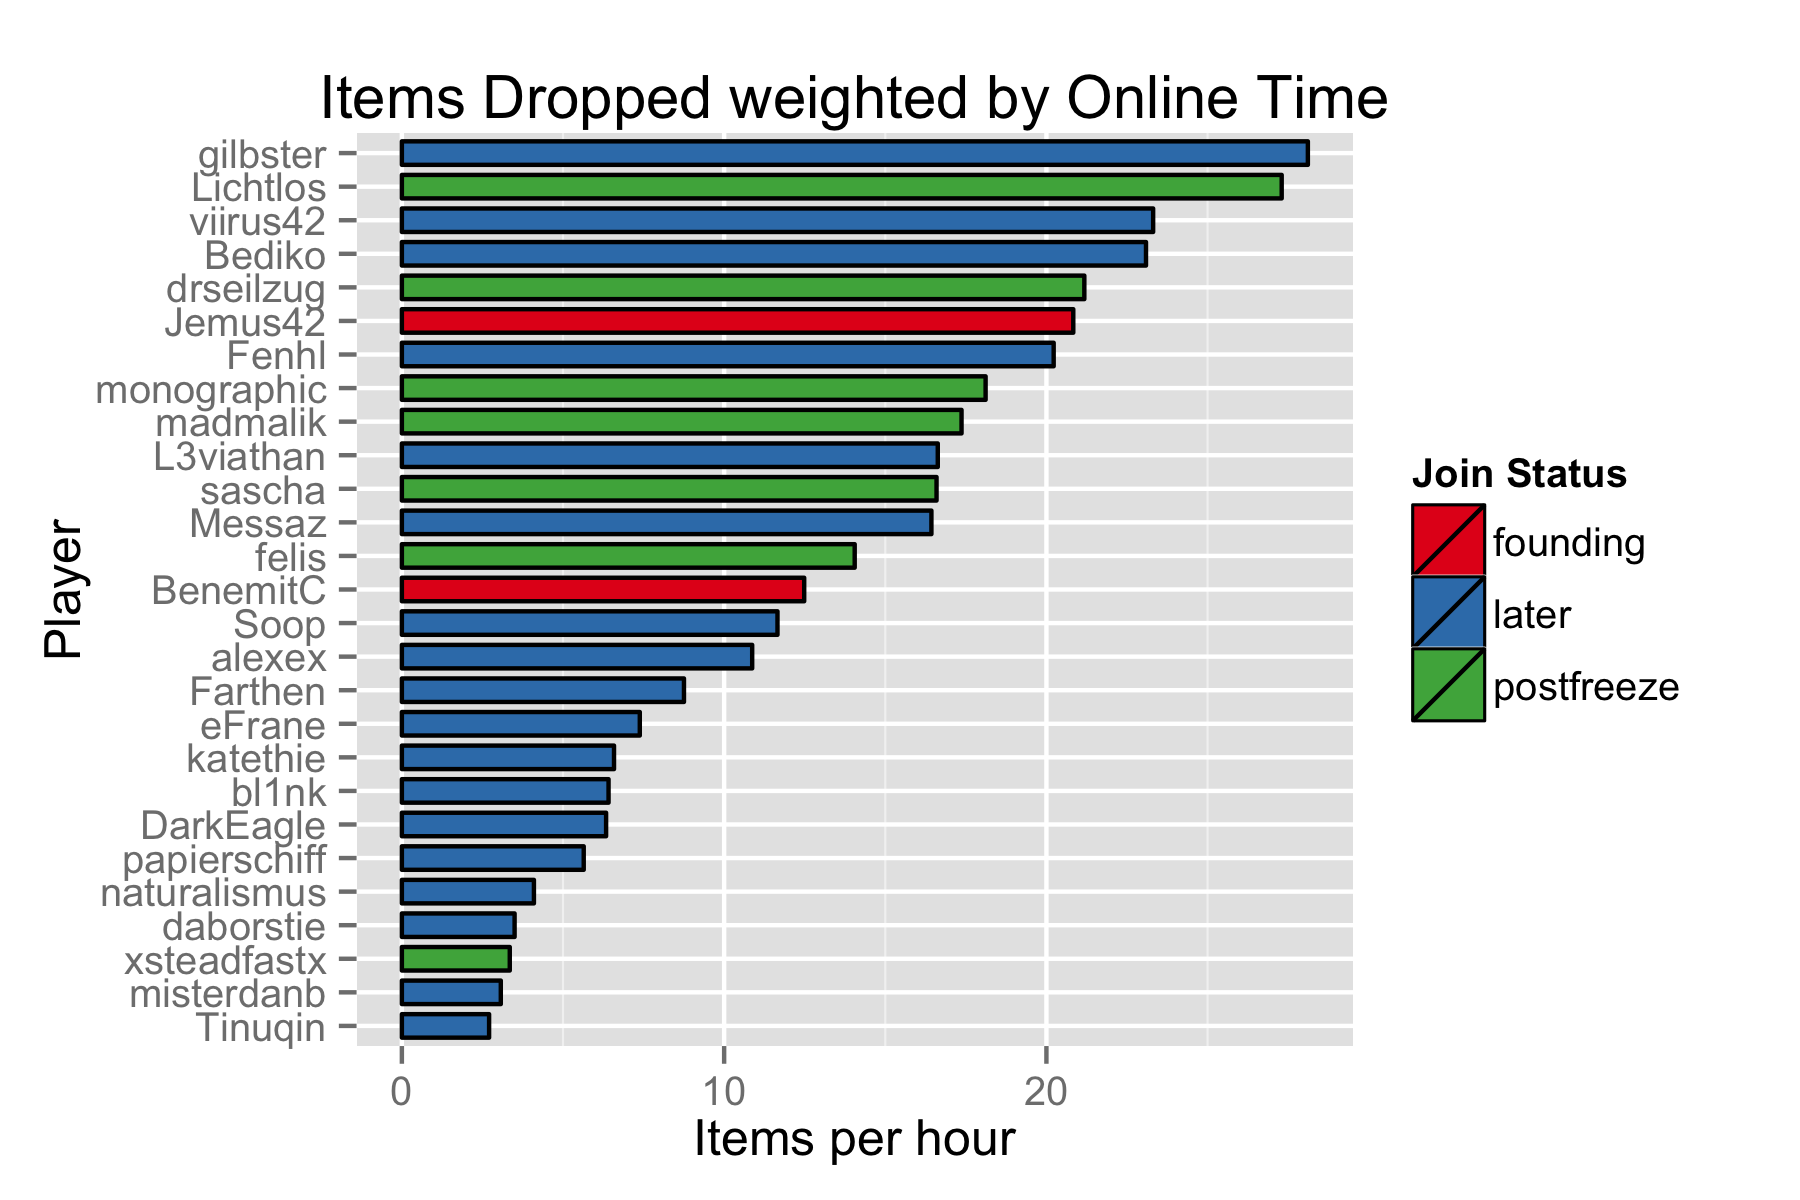 Items Dropped weighted by Online Time
gilbster
Lichtlos
viirus42
Bediko
drseilzug
Jemus42
Fenhl
monographic
madmalik
L3viathan
sascha
Messaz
felis
BenemitC
Soop
alexex
Farthen
eFrane
katethie
bl1nk
DarkEagle
papierschiff
naturalismus
daborstie
xsteadfastx
misterdanb
Tinuqin
Player
0 10 20
Items per hour
Join Status
founding
later
postfreeze